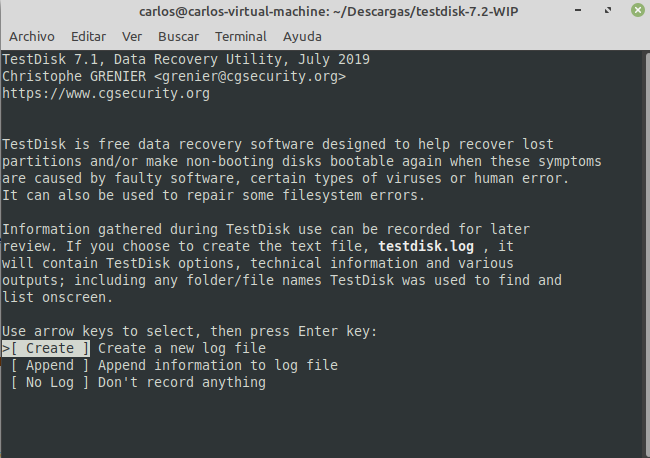 carlos@carlos-virtual-machine: ~/Descargas/testdisk-7.2-WIP
Archivo Editar Ver Buscar Terminal Ayuda
TestDisk 7.1, Data Recovery Utility, July 2019
Christophe GRENIER <grenier@cgsecurity.org>
https://www.cgsecurity.org
TestDisk is free data recovery software designed to help recover lost
partitions and/or make non-booting disks bootable again when these symptoms
are caused by faulty software, certain types of viruses or human error.
It can also be used to repair some filesystem errors.
Information gathered during TestDisk use can be recorded for later
review. If you choose to create the text file, testdisk.log , it
will contain TestDisk options, technical information and various
outputs; including any folder/file names TestDisk was used to find and
list onscreen.
Use arrow keys to select, then press Enter key:
>[ Create ] Create a new log file
[ Append ] Append information to log file
[ No Log ] Don't record anything